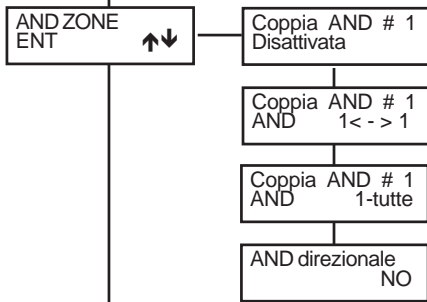 AND ZONE
ENT ↑↓
Coppia AND # 1
Disattivata
Coppia AND # 1
AND 1< - > 1
Coppia AND # 1
AND 1-tutte
AND direzionale
NO